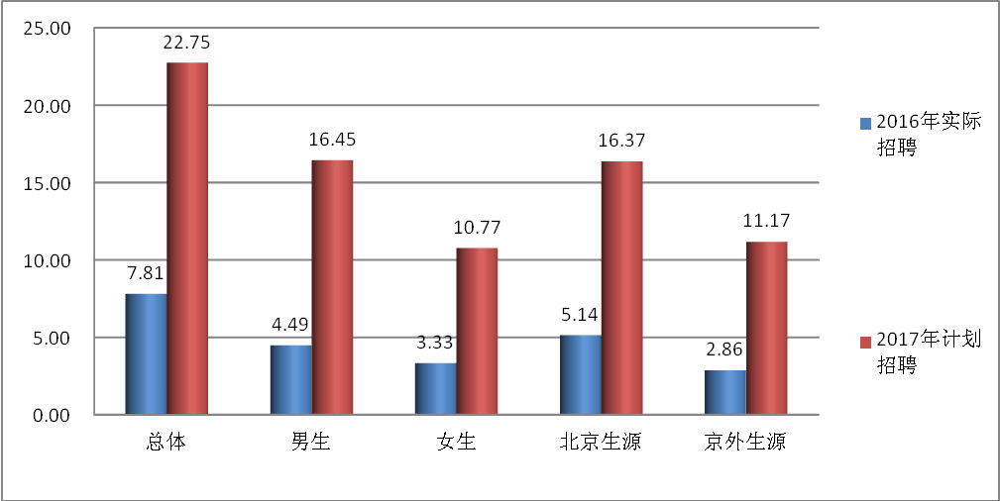 25.00
20.00
15.00
10.00
5.00
0.00
22.75
7.81
16.45
4.49
10.77
3.33
16.37
5.14
11.17
2.86
总体
男生
女生
北京生源
京外生源
2016年实际
招聘
2017年计划
招聘